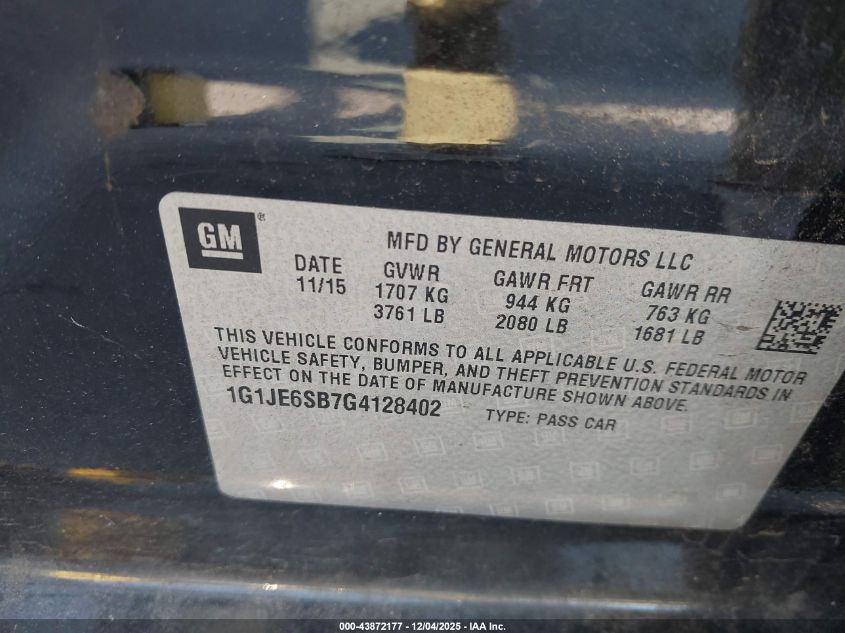 GM®
MFD BY GENERAL MOTORS LLC
DATE GVWR GAWR FRT GAWR RR
11/15 1707 KG 944 KG 763 KG
3761 LB 2080 LB 1681 LB
THIS VEHICLE CONFORMS TO ALL APPLICABLE U.S. FEDERAL MOTOR
VEHICLE SAFETY, BUMPER, AND THEFT PREVENTION STANDARDS IN
EFFECT ON THE DATE OF MANUFACTURE SHOWN ABOVE.
1G1JE6SB7G4128402 TYPE: PASS CAR
000-43872177 - 12/04/2025 - IAA Inc.